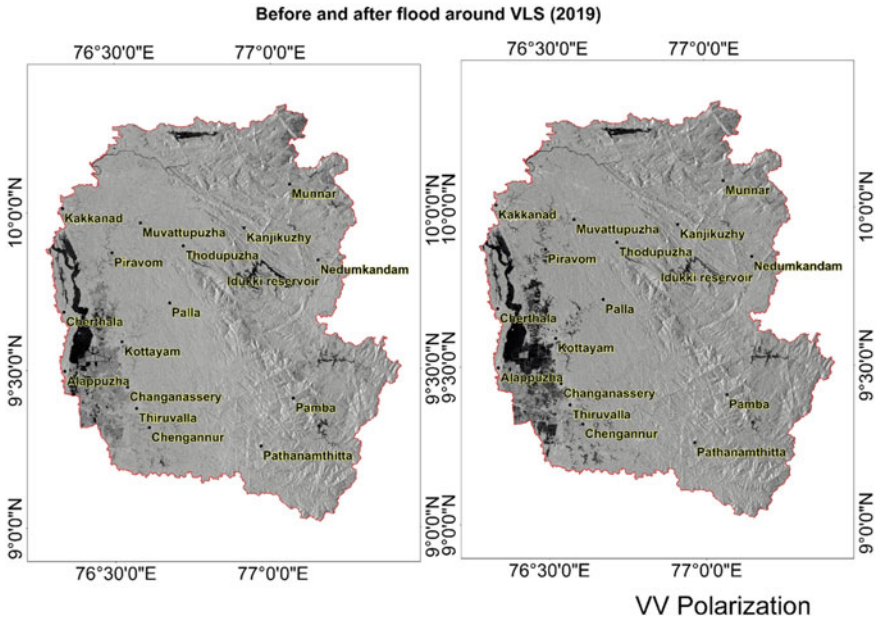 Before and after flood around VLS (2019)
76°30'0"E 77°0'0"E
76°30'0"E 77°0'0"E
10°0'0"N
9°30'0"N
9°0'0"N
Munnar
Kakkanad
Muvattupuzha
Kanjikuzhy
Piravom
Thodupuzha
Nedumkandam
Idukki reservoir
Palla
Cherthala
Kottayam
Alappuzha
Changanassery
Pamba
Thiruvalla
Chengannur
Pathanamthitta
10°0'0"N
9°30'0"N
9°0'0"N
76°30'0"E 77°0'0"E
10°0'0"N
9°30'0"N
9°0'0"N
Munnar
Kakkanad
Muvattupuzha
Kanjikuzhy
Piravom
Thodupuzha
Nedumkandam
Idukki reservoir
Palla
Cherthala
Kottayam
Alappuzha
Changanassery
Pamba
Thiruvalla
Chengannur
Pathanamthitta
10°0'0"N
9°30'0"N
9°0'0"N
76°30'0"E 77°0'0"E
VV Polarization